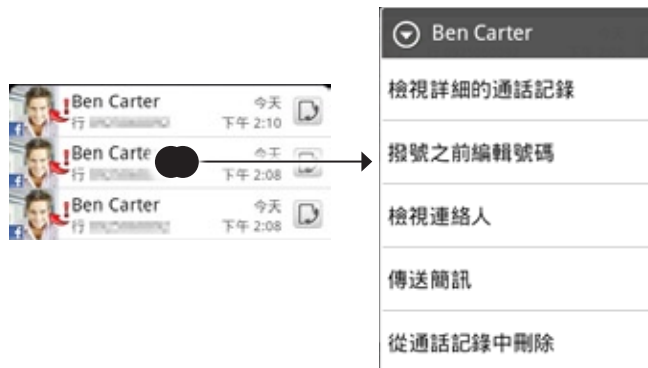 Ben Carter
今天
行
下午 2:10
Ben Carte
今天
行
下午 2:08
Ben Carter
今天
行
下午 2:08
Ben Carter
檢視詳細的通話記錄
撥號之前編輯號碼
檢視連絡人
傳送簡訊
從通話記錄中刪除